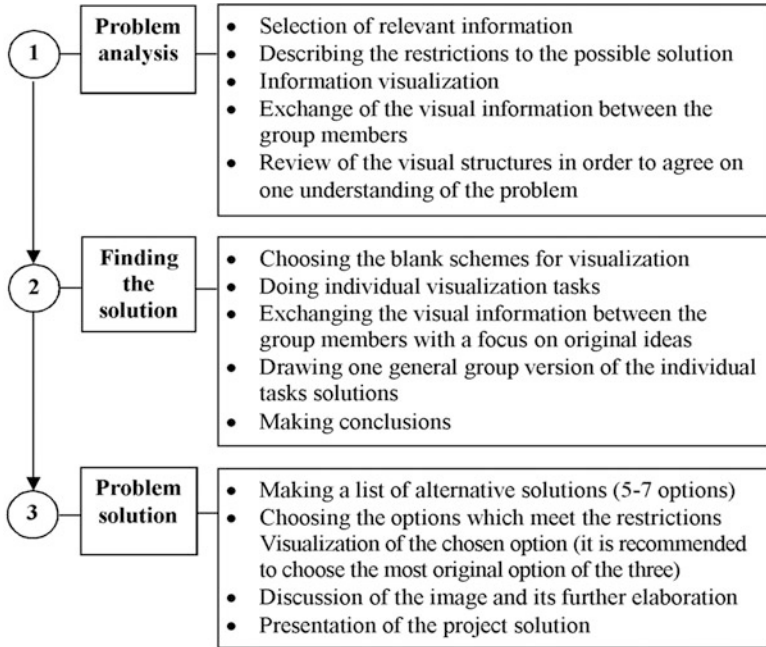 1
Problem
analysis
• Selection of relevant information
• Describing the restrictions to the possible solution
• Information visualization
• Exchange of the visual information between the
group members
• Review of the visual structures in order to agree on
one understanding of the problem
2
Finding
the
solution
• Choosing the blank schemes for visualization
• Doing individual visualization tasks
• Exchanging the visual information between the
group members with a focus on original ideas
• Drawing one general group version of the individual
tasks solutions
• Making conclusions
3
Problem
solution
• Making a list of alternative solutions (5-7 options)
• Choosing the options which meet the restrictions
Visualization of the chosen option (it is recommended
to choose the most original option of the three)
• Discussion of the image and its further elaboration
• Presentation of the project solution